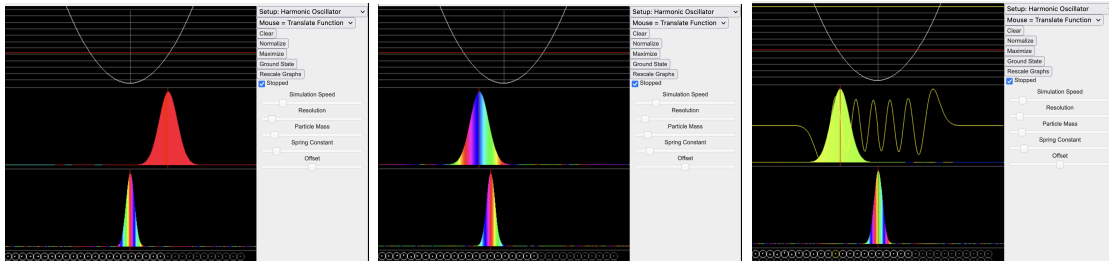 Setup: Harmonic Oscillator
Mouse = Translate Function
Clear
Normalize
Maximize
Ground State
Rescale Graphs
Stopped
Simulation Speed
Resolution
Particle Mass
Spring Constant
Offset
Setup: Harmonic Oscillator
Mouse = Translate Function
Clear
Normalize
Maximize
Ground State
Rescale Graphs
Stopped
Simulation Speed
Resolution
Particle Mass
Spring Constant
Offset
Setup: Harmonic Oscillator
Mouse = Translate Function
Clear
Normalize
Maximize
Ground State
Rescale Graphs
Stopped
Simulation Speed
Resolution
Particle Mass
Spring Constant
Offset